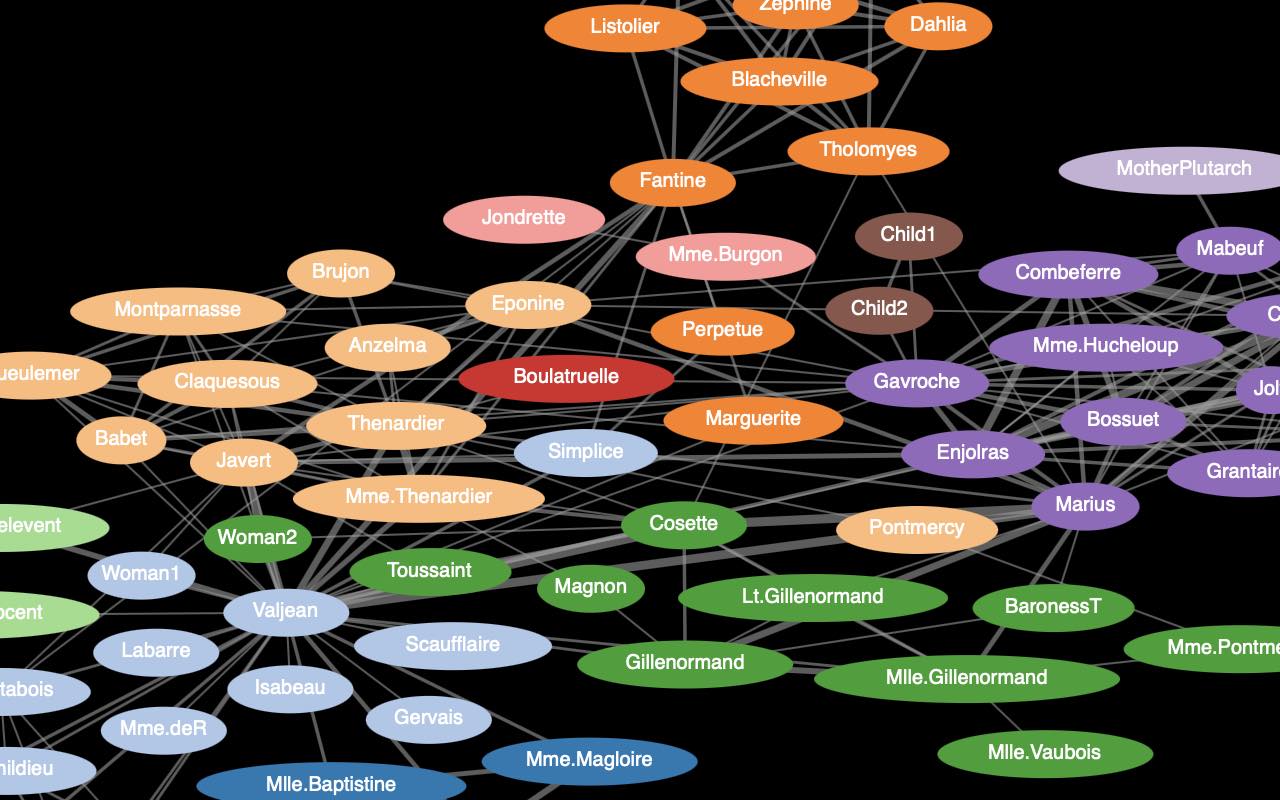 Zephine
Listolier
Dahlia
Blacheville
Tholomyes
MotherPlutarch
Fantine
Jondrette
Child1
Mabeuf
Mme.Burgon
Brujon
Combeferre
Eponine
Montparnasse
Child2
Perpetue
Anzelma
Mme.Hucheloup
ueulemer
Claquesous
Boulatruelle
Gavroche
Jol
Thenardier
Marguerite
Bossuet
Babet
Simplice
Enjolras
Javert
Grantaire
Mme.Thenardier
Marius
elevent
Cosette
Pontmercy
Woman2
Toussaint
Woman1
Magnon
Lt.Gillenormand
BaronessT
Valjean
ocent
Labarre
Scaufflaire
Mme.Pontme
Gillenormand
Mlle.Gillenormand
tabois
Isabeau
Gervais
Mme.deR
Mlle.Vaubois
Mme.Magloire
hildieu
Mlle.Baptistine